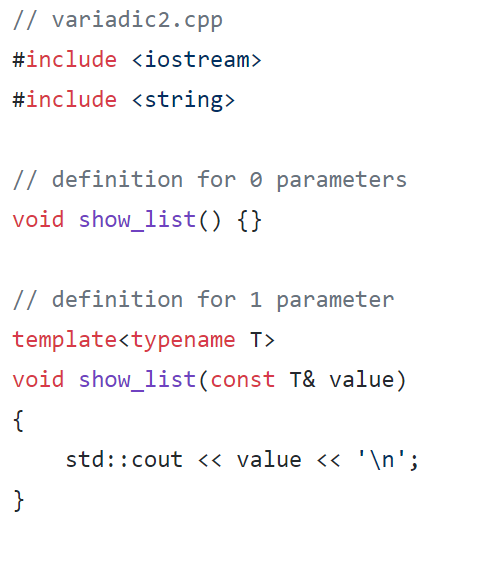 // variadic2.cpp
#include <iostream>
#include <string>

// definition for 0 parameters
void show_list() {}

// definition for 1 parameter
template<typename T>
void show_list(const T& value)
{
    std::cout << value << '\n';
}